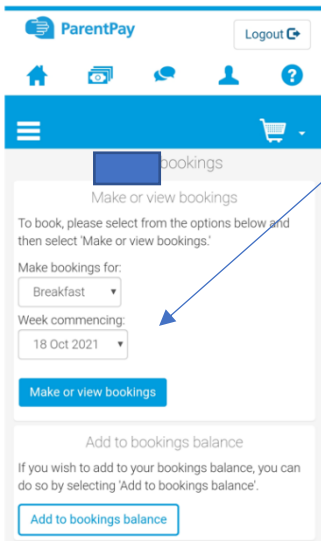 ParentPay
Logout
bookings
Make or view bookings
To book, please select from the options below and
then select 'Make or view bookings.'
Make bookings for:
Breakfast
Week commencing:
18 Oct 2021
Make or view bookings
Add to bookings balance
If you wish to add to your bookings balance, you can
do so by selecting 'Add to bookings balance'.
Add to bookings balance